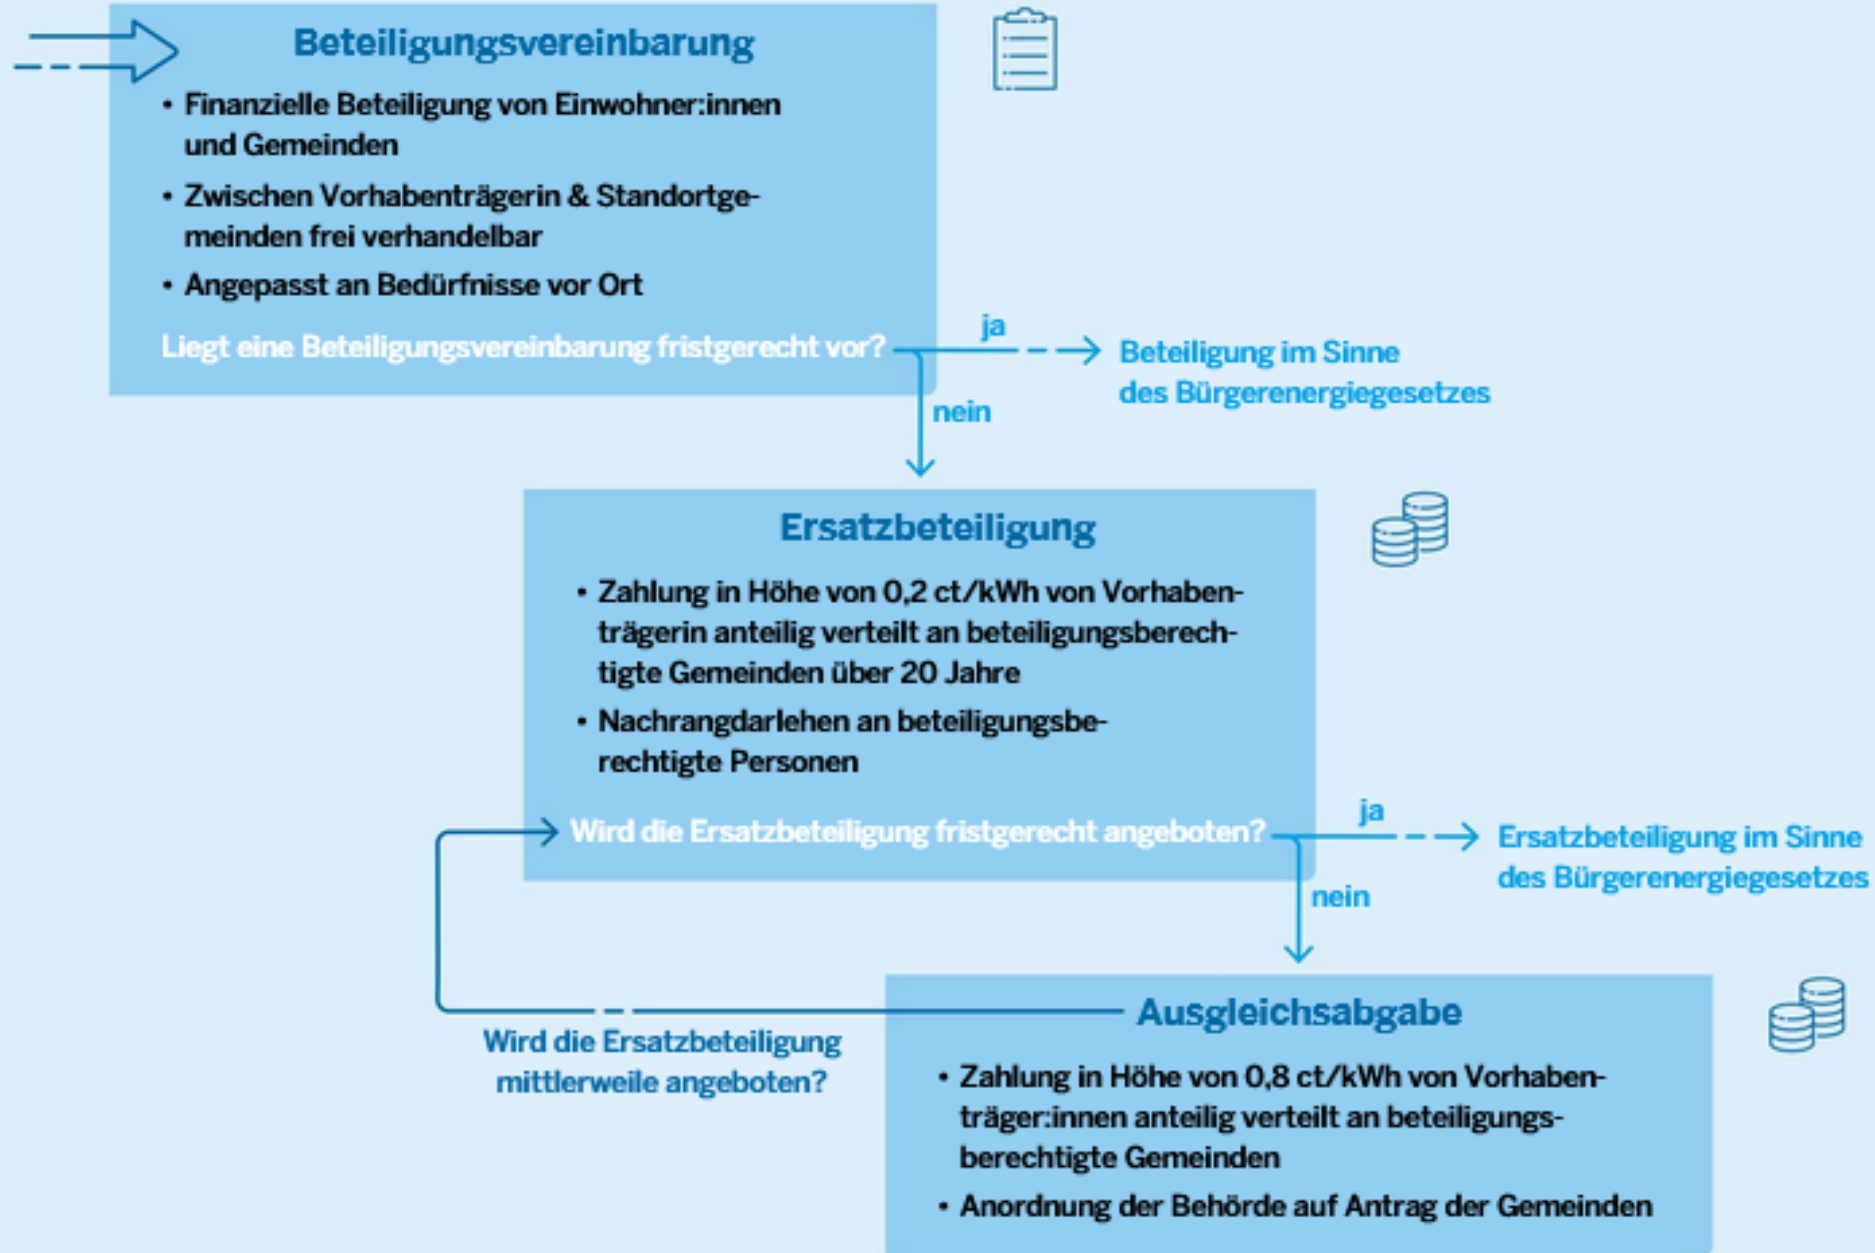 Beteiligungsvereinbarung
• Finanzielle Beteiligung von Einwohner:innen
und Gemeinden
• Zwischen Vorhabenträgerin & Standortge-
meinden frei verhandelbar
• Angepasst an Bedürfnisse vor Ort
Liegt eine Beteiligungsvereinbarung fristgerecht vor?
ja
Beteiligung im Sinne
des Bürgerenergiegesetzes
nein
Ersatzbeteiligung
• Zahlung in Höhe von 0,2 ct/kWh von Vorhaben-
trägerin anteilig verteilt an beteiligungsberech-
tigte Gemeinden über 20 Jahre
• Nachrangdarlehen an beteiligungsbe-
rechtigte Personen
Wird die Ersatzbeteiligung fristgerecht angeboten?
ja
Ersatzbeteiligung im Sinne
des Bürgerenergiegesetzes
nein
Wird die Ersatzbeteiligung
mittlerweile angeboten?
Ausgleichsabgabe
• Zahlung in Höhe von 0,8 ct/kWh von Vorhaben-
träger:innen anteilig verteilt an beteiligungs-
berechtigte Gemeinden
• Anordnung der Behörde auf Antrag der Gemeinden